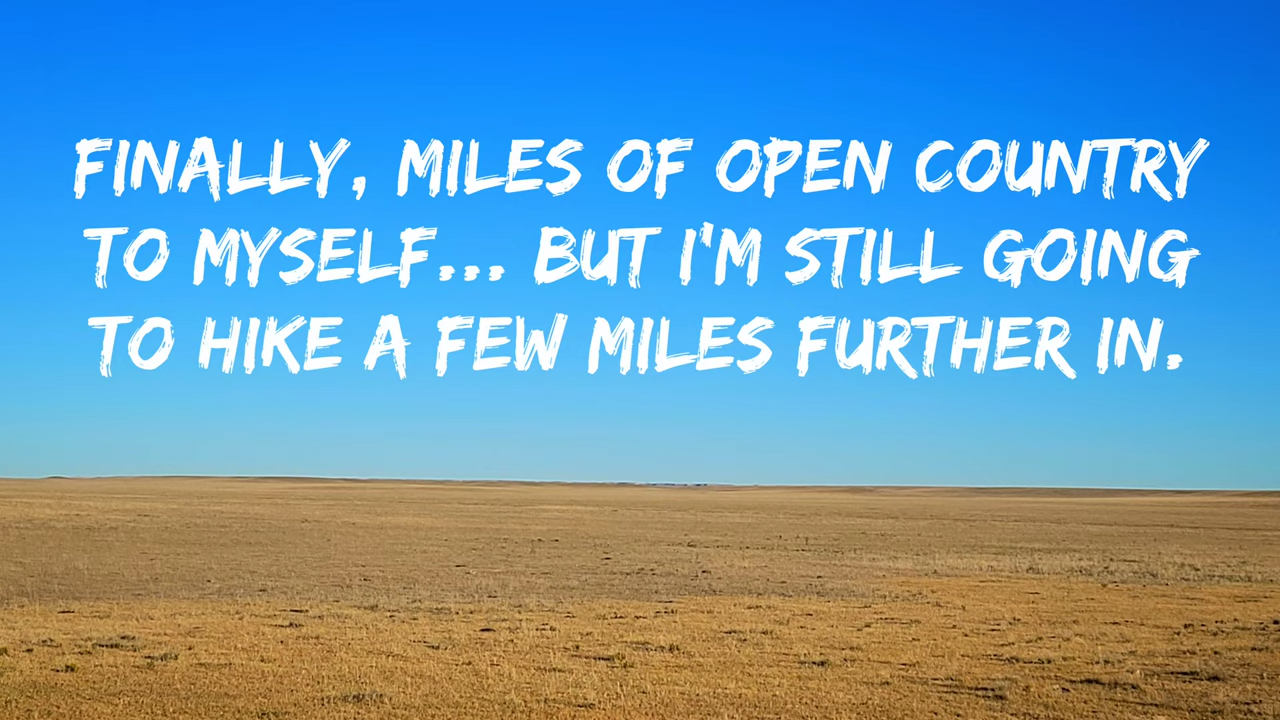 FINALLY, MILES OF OPEN COUNTRY
TO MYSELF... BUT I'M STILL GOING
TO HIKE A FEW MILES FURTHER IN.